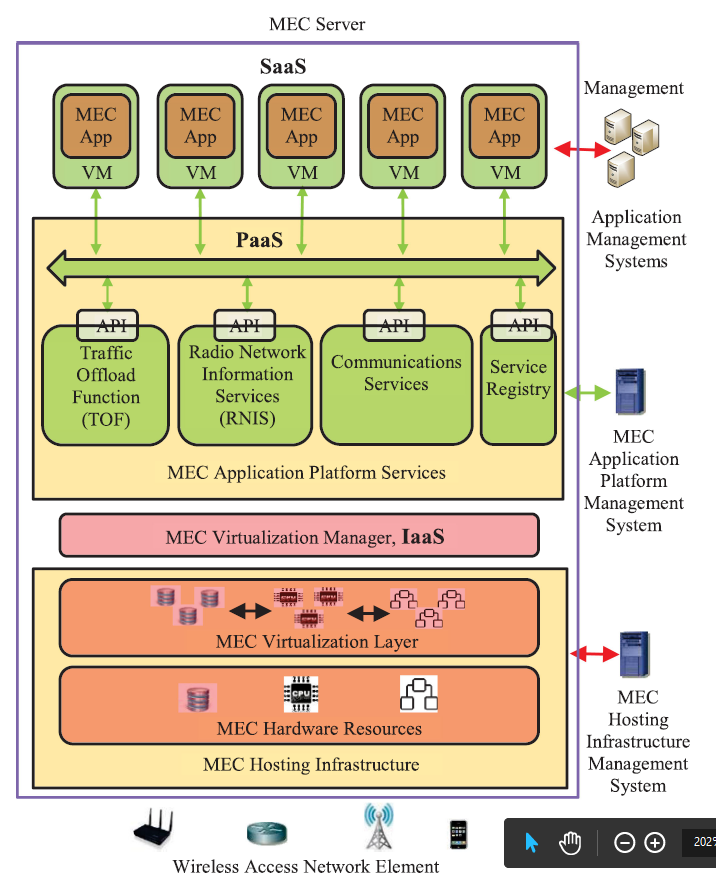 MEC Server
SaaS
MEC
App
VM
MEC
App
VM
MEC
App
VM
MEC
App
VM
MEC
App
VM
Management
Application
Management
Systems
PaaS
API
Traffic
Offload
Function
(TOF)
API
Radio Network
Information
Services
(RNIS)
API
Communications
Services
API
Service
Registry
MEC Application Platform Services
MEC
Application
Platform
Management
System
MEC Virtualization Manager, IaaS
CPU
CPU
CPU
MEC Virtualization Layer
CPU
MEC Hardware Resources
MEC Hosting Infrastructure
MEC
Hosting
Infrastructure
Management
System
Wireless Access Network Element